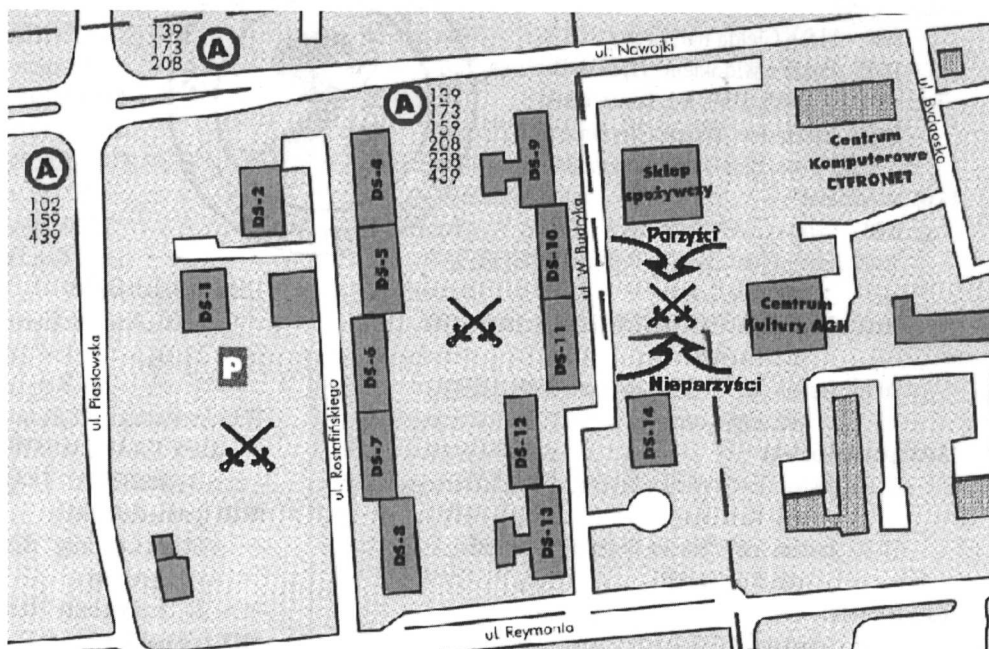 139
173
208
A
ul. Nawojki
ul. Bydgoska
A
139
173
159
208
238
439
A
102
159
439
DS-2
DS-4
DS-9
Sklep
spożywczy
Centrum
Komputerowe
CYFRONET
DS-1
DS-5
DS-10
ul. W. Budryka
Parzyści
P
DS-6
DS-11
Centrum
Kultury AGH
Nieparzyści
ul. Piastowska
ul. Rostafińskiego
DS-7
DS-12
DS-14
DS-8
DS-13
ul. Reymonta